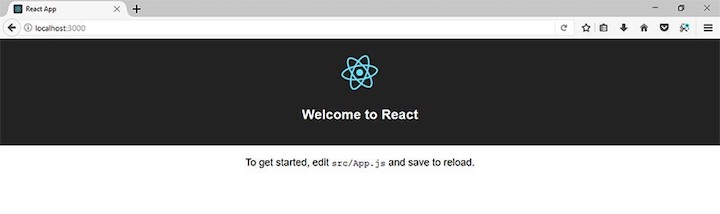 React App
localhost:3000
Welcome to React
To get started, edit src/App.js and save to reload.